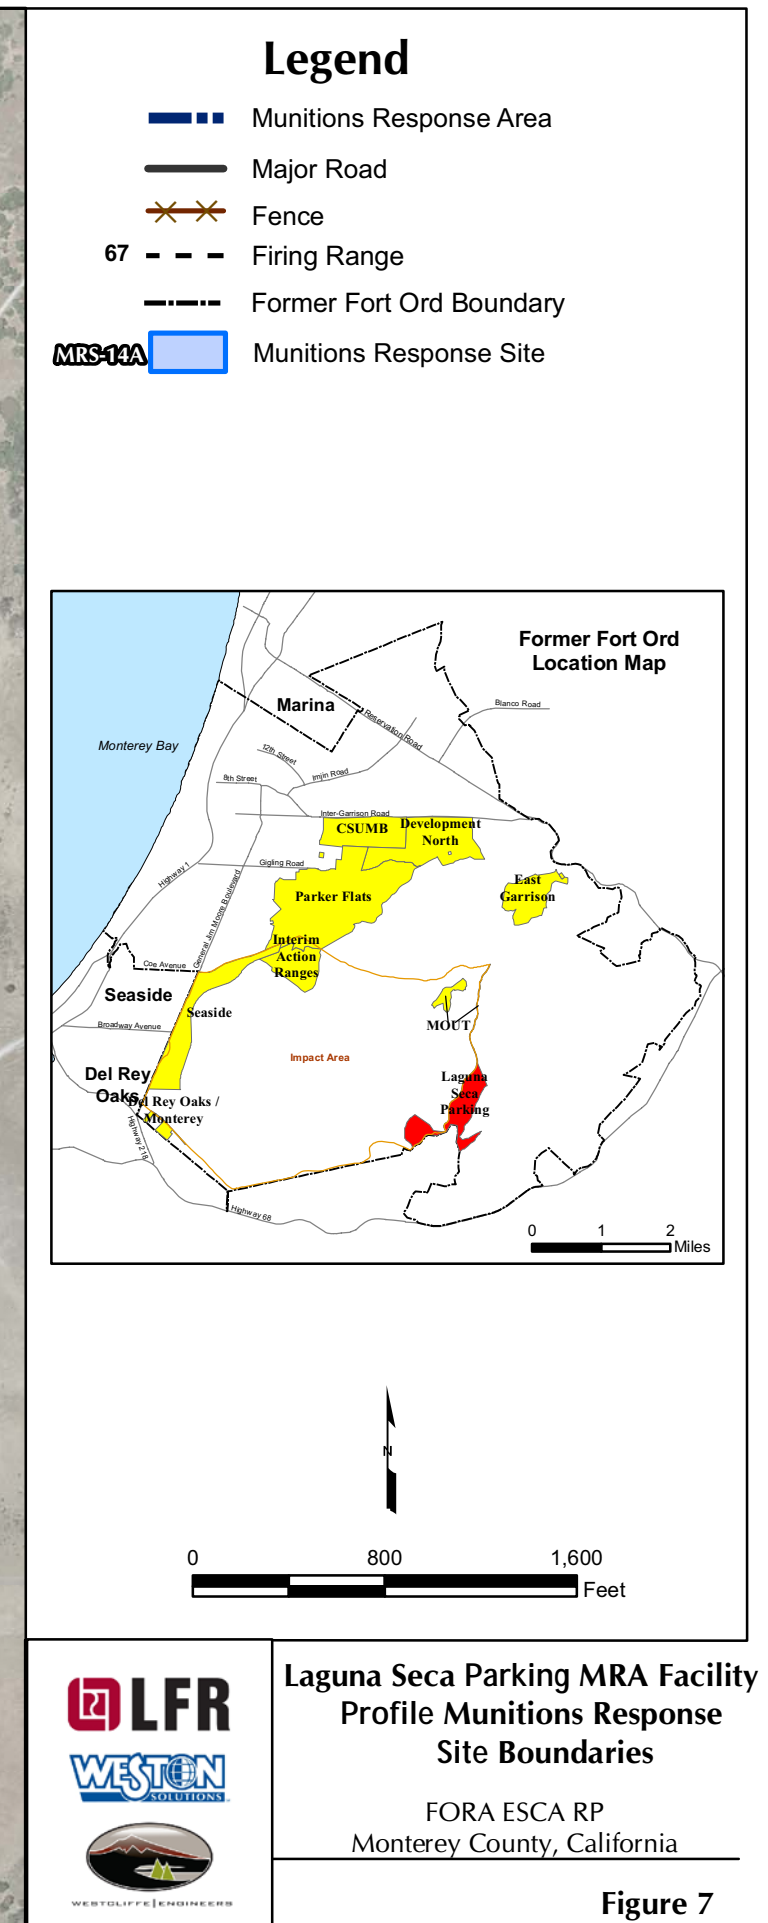 Legend
Munitions Response Area
Major Road
Fence
67 Firing Range
Former Fort Ord Boundary
MRS-14A Munitions Response Site
Former Fort Ord
Location Map
Marina
Monterey Bay
Reservation Road
Blanco Road
12th Street
8th Street
Imjin Road
Inter-Garrison Road
CSUMB
Development
North
Highway 1
Gigling Road
General Jim Moore Boulevard
Parker Flats
East
Garrison
Interim
Action
Ranges
Coe Avenue
Seaside
Seaside
Broadway Avenue
MOUT
Impact Area
Del Rey
Oaks
Laguna
Seca
Parking
Del Rey Oaks /
Monterey
Highway 218
Highway 68
0 1 2
Miles
N
0 800 1,600
Feet
LFR
WESTON
SOLUTIONS
WESTCLIFFE | ENGINEERS
Laguna Seca Parking MRA Facility
Profile Munitions Response
Site Boundaries
FORA ESCA RP
Monterey County, California
Figure 7